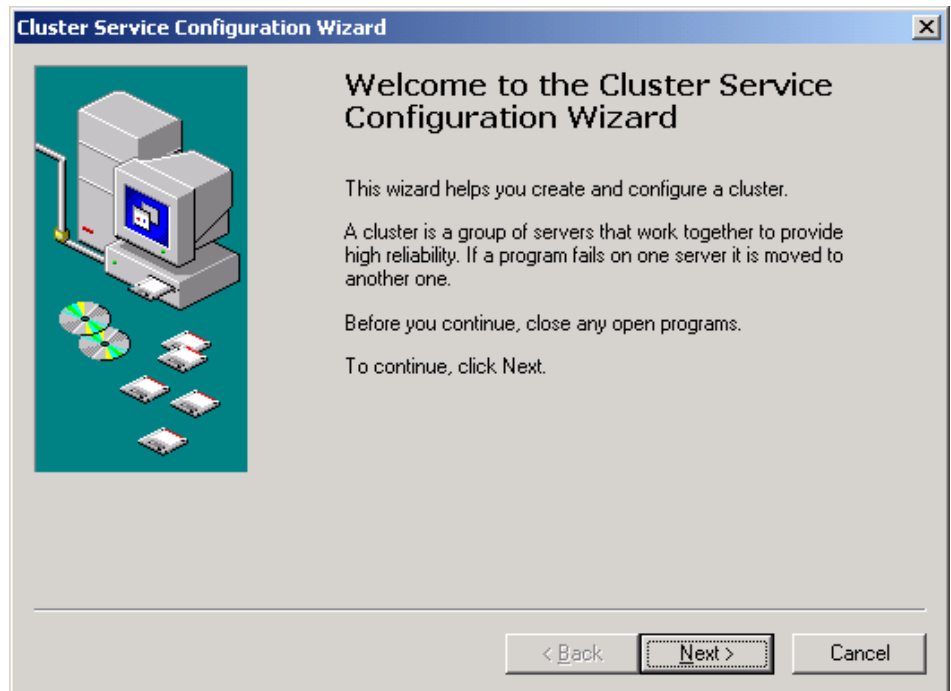 Cluster Service Configuration Wizard
Welcome to the Cluster Service
Configuration Wizard
This wizard helps you create and configure a cluster.
A cluster is a group of servers that work together to provide
high reliability. If a program fails on one server it is moved to
another one.
Before you continue, close any open programs.
To continue, click Next.
< Back
Next >
Cancel